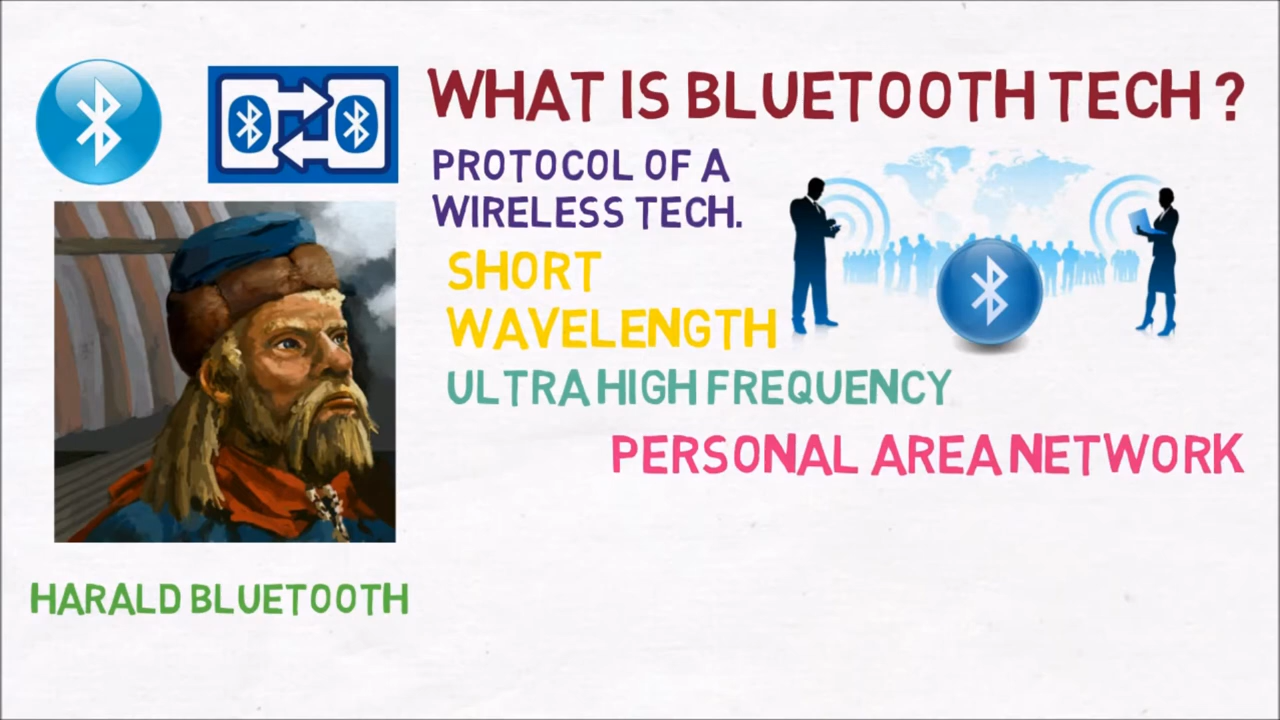 WHAT IS BLUETOOTH TECH ?
PROTOCOL OF A
WIRELESS TECH.
SHORT
WAVELENGTH
ULTRA HIGH FREQUENCY
PERSONAL AREA NETWORK
HARALD BLUETOOTH